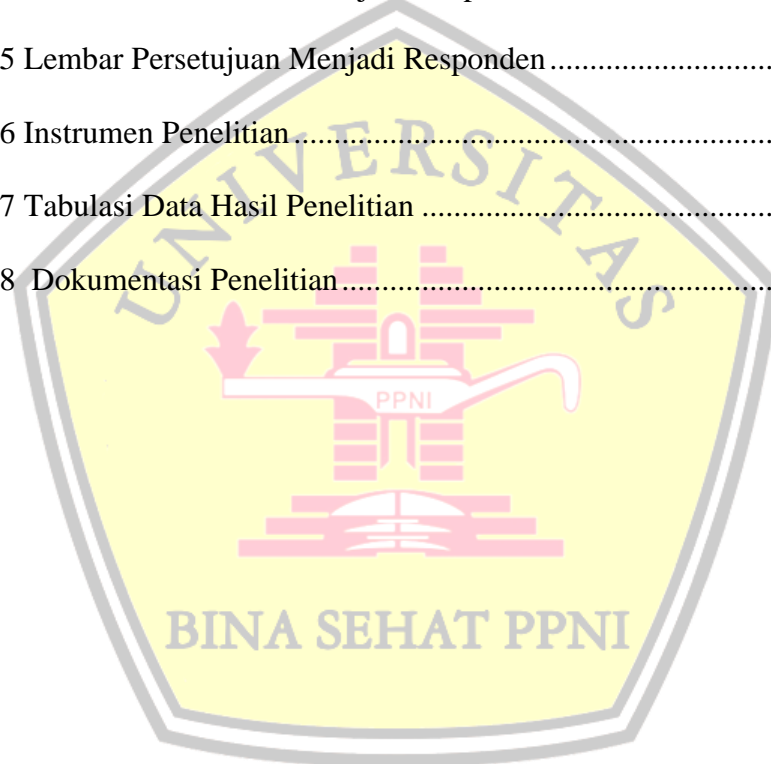 5 Lembar Persetujuan Menjadi Responden ..........................
6 Instrumen Penelitian ......................................................
7 Tabulasi Data Hasil Penelitian .......................................
8 Dokumentasi Penelitian ................................................
UNIVERSITAS
PPNI
BINA SEHAT PPNI